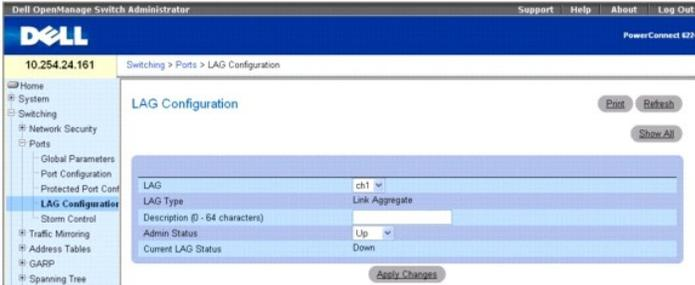 Dell OpenManage Switch Administrator Support Help About Log Out
DELL
PowerConnect 622
10.254.24.161 Switching > Ports > LAG Configuration
Home
System
Switching
Network Security
Ports
Global Parameters
Port Configuration
Protected Port Conf
LAG Configuration
Storm Control
Traffic Mirroring
Address Tables
GARP
Spanning Tree
LAG Configuration
Print Refresh
Show All
LAG ch1
LAG Type Link Aggregate
Description (0 - 64 characters)
Admin Status Up
Current LAG Status Down
Apply Changes